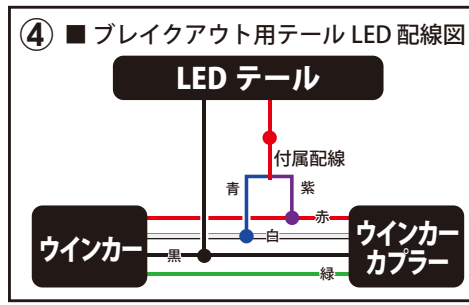 ④ ■ ブレイクアウト用テール LED 配線図
LED テール
付属配線
青 紫
赤
白
ウインカー
黒
緑
ウインカー
カプラー